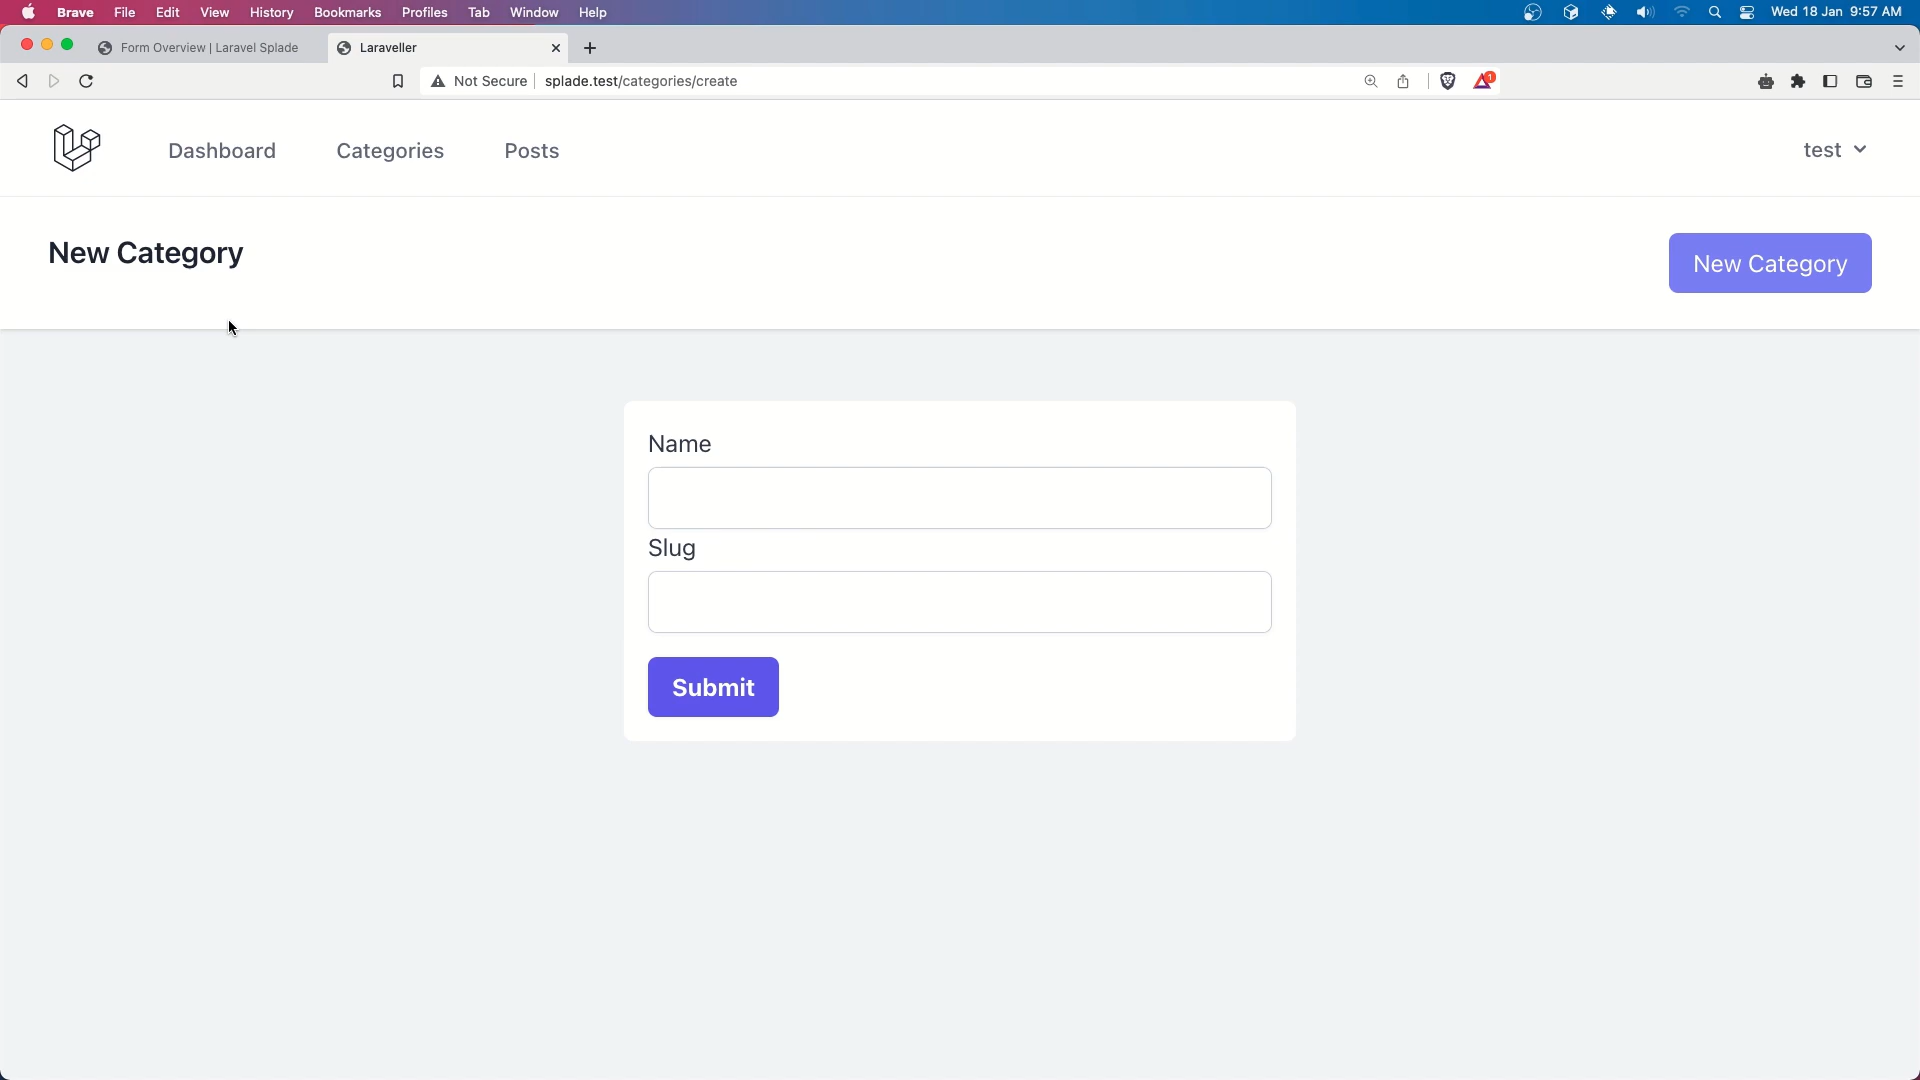 Brave File Edit View History Bookmarks Profiles Tab Window Help Wed 18 Jan 9:57 AM
Form Overview | Laravel Splade Laraveller
Not Secure splade.test/categories/create 1
Dashboard Categories Posts test
New Category New Category
Name
Slug
Submit